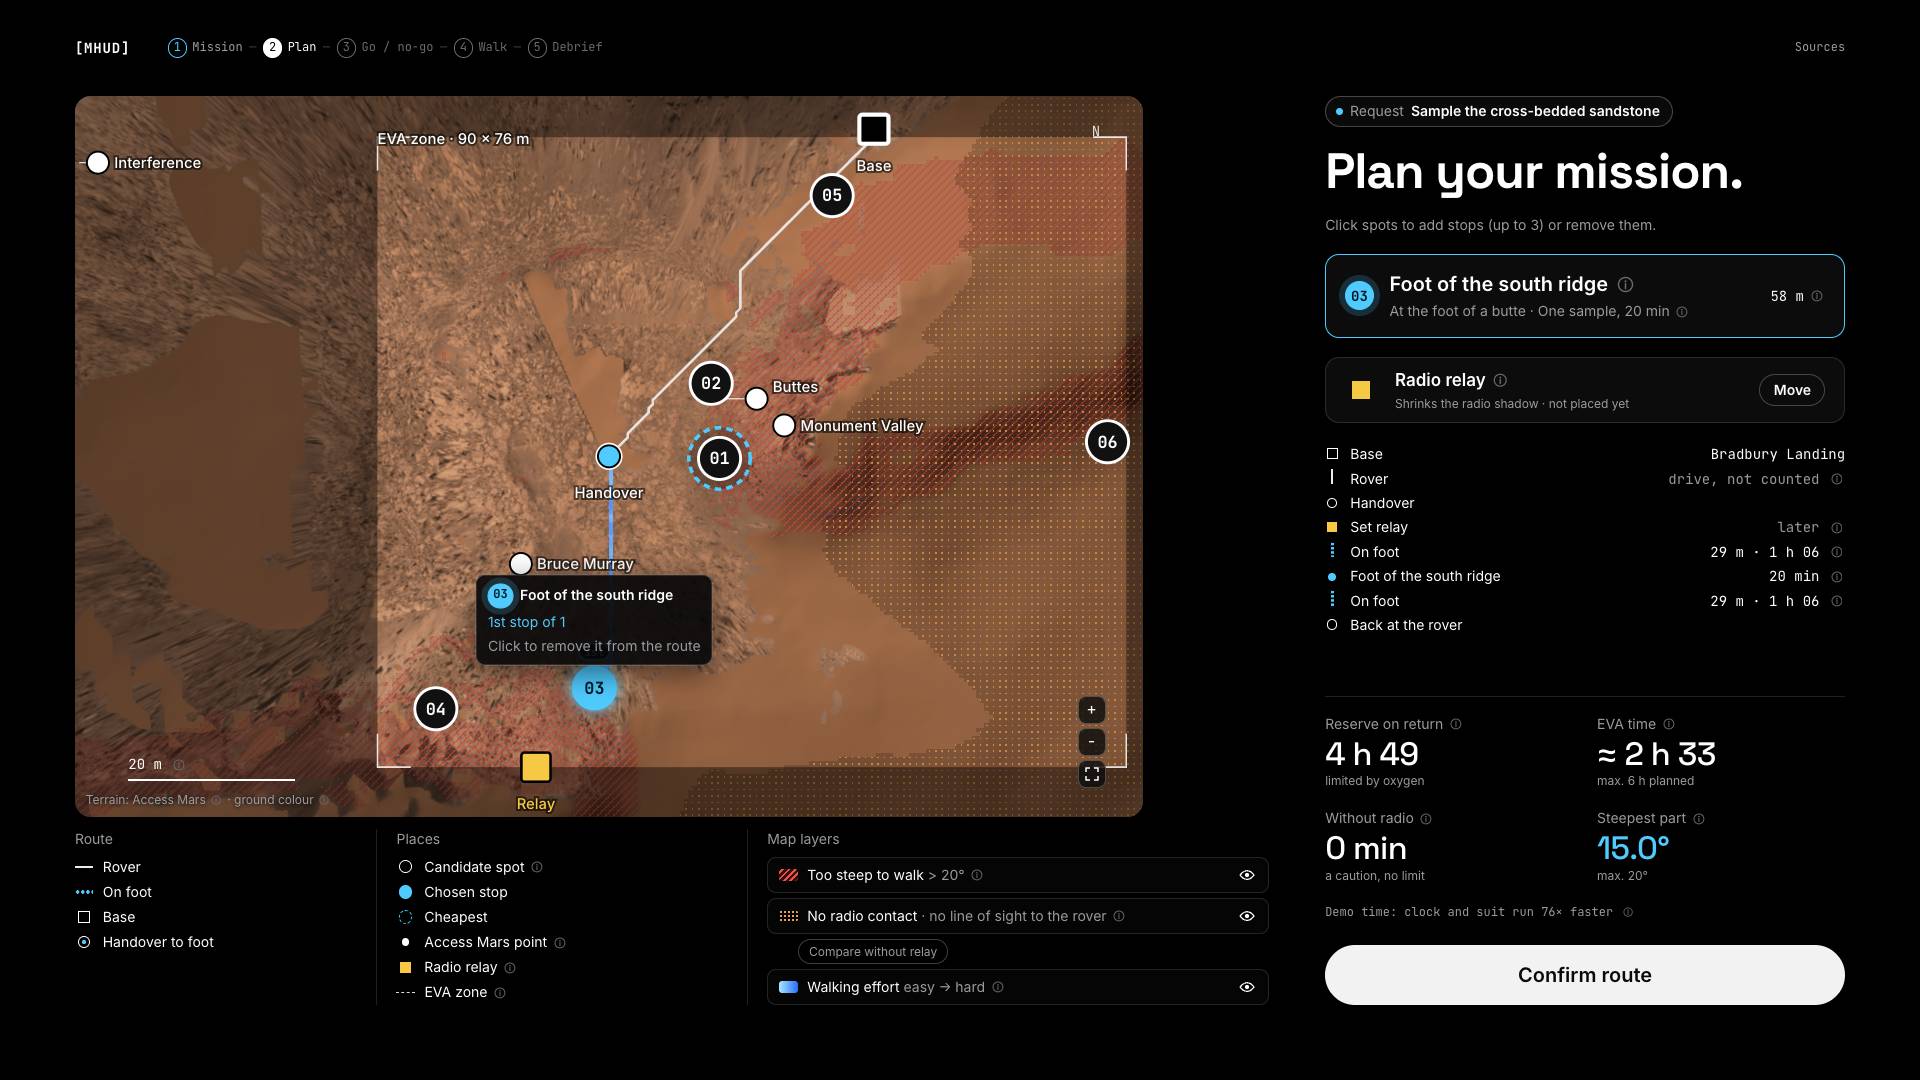 [MHUD]
1 Mission — 2 Plan — 3 Go / no-go — 4 Walk — 5 Debrief
Sources
EVA zone · 90 × 76 m
N
Interference
Base
05
02
Buttes
Monument Valley
01
06
Handover
Bruce Murray
03 Foot of the south ridge
1st stop of 1
Click to remove it from the route
03
04
Relay
20 m
Terrain: Access Mars · ground colour
+
-
Route
Rover
On foot
Base
Handover to foot
Places
Candidate spot
Chosen stop
Cheapest
Access Mars point
Radio relay
EVA zone
Map layers
Too steep to walk > 20°
No radio contact · no line of sight to the rover
Compare without relay
Walking effort easy → hard
Request Sample the cross-bedded sandstone
Plan your mission.
Click spots to add stops (up to 3) or remove them.
03 Foot of the south ridge
At the foot of a butte · One sample, 20 min
58 m
Radio relay
Shrinks the radio shadow · not placed yet
Move
Base Bradbury Landing
Rover drive, not counted
Handover
Set relay later
On foot 29 m · 1 h 06
Foot of the south ridge 20 min
On foot 29 m · 1 h 06
Back at the rover
Reserve on return
4 h 49
limited by oxygen
EVA time
≈ 2 h 33
max. 6 h planned
Without radio
0 min
a caution, no limit
Steepest part
15.0°
max. 20°
Demo time: clock and suit run 76× faster
Confirm route